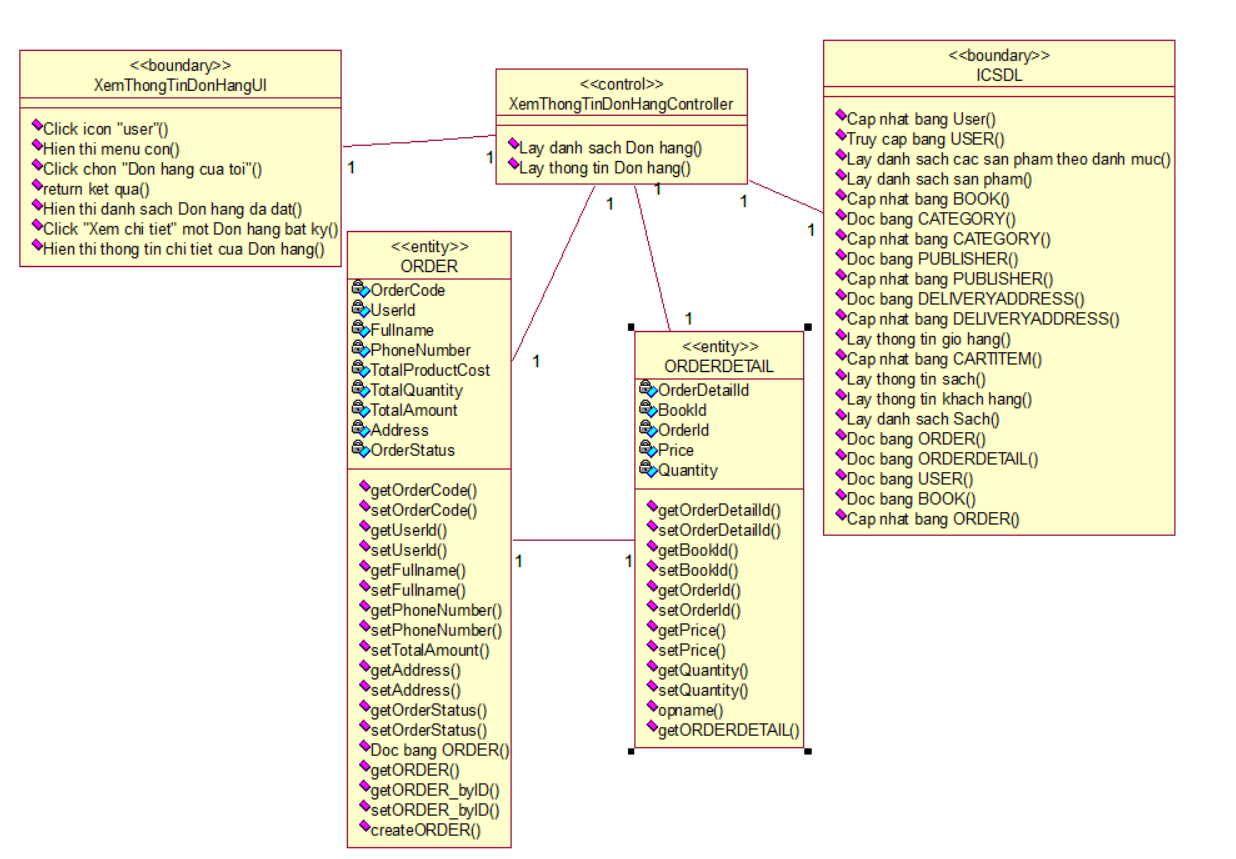 <<boundary>>
XemThongTinDonHangUI
Click icon "user"()
Hien thi menu con()
Click chon "Don hang cua toi"()
return ket qua()
Hien thi danh sach Don hang da dat()
Click "Xem chi tiet" mot Don hang bat ky()
Hien thi thong tin chi tiet cua Don hang()
1
1
<<control>>
XemThongTinDonHangController
Lay danh sach Don hang()
Lay thong tin Don hang()
1
1
1
1
1
1
<<boundary>>
ICSDL
Cap nhat bang User()
Truy cap bang USER()
Lay danh sach cac san pham theo danh muc()
Lay danh sach san pham()
Cap nhat bang BOOK()
Doc bang CATEGORY()
Cap nhat bang CATEGORY()
Doc bang PUBLISHER()
Cap nhat bang PUBLISHER()
Doc bang DELIVERYADDRESS()
Cap nhat bang DELIVERYADDRESS()
Lay thong tin gio hang()
Cap nhat bang CARTITEM()
Lay thong tin sach()
Lay thong tin khach hang()
Lay danh sach Sach()
Doc bang ORDER()
Doc bang ORDERDETAIL()
Doc bang USER()
Doc bang BOOK()
Cap nhat bang ORDER()
<<entity>>
ORDER
OrderCode
UserId
Fullname
PhoneNumber
TotalProductCost
TotalQuantity
TotalAmount
Address
OrderStatus
getOrderCode()
setOrderCode()
getUserId()
setUserId()
getFullname()
setFullname()
getPhoneNumber()
setPhoneNumber()
setTotalAmount()
getAddress()
setAddress()
getOrderStatus()
setOrderStatus()
Doc bang ORDER()
getORDER()
getORDER_byID()
setORDER_byID()
createORDER()
1
1
<<entity>>
ORDERDETAIL
OrderDetailId
BookId
OrderId
Price
Quantity
getOrderDetailId()
setOrderDetailId()
getBookId()
setBookId()
getOrderId()
setOrderId()
getPrice()
setPrice()
getQuantity()
setQuantity()
opname()
getORDERDETAIL()